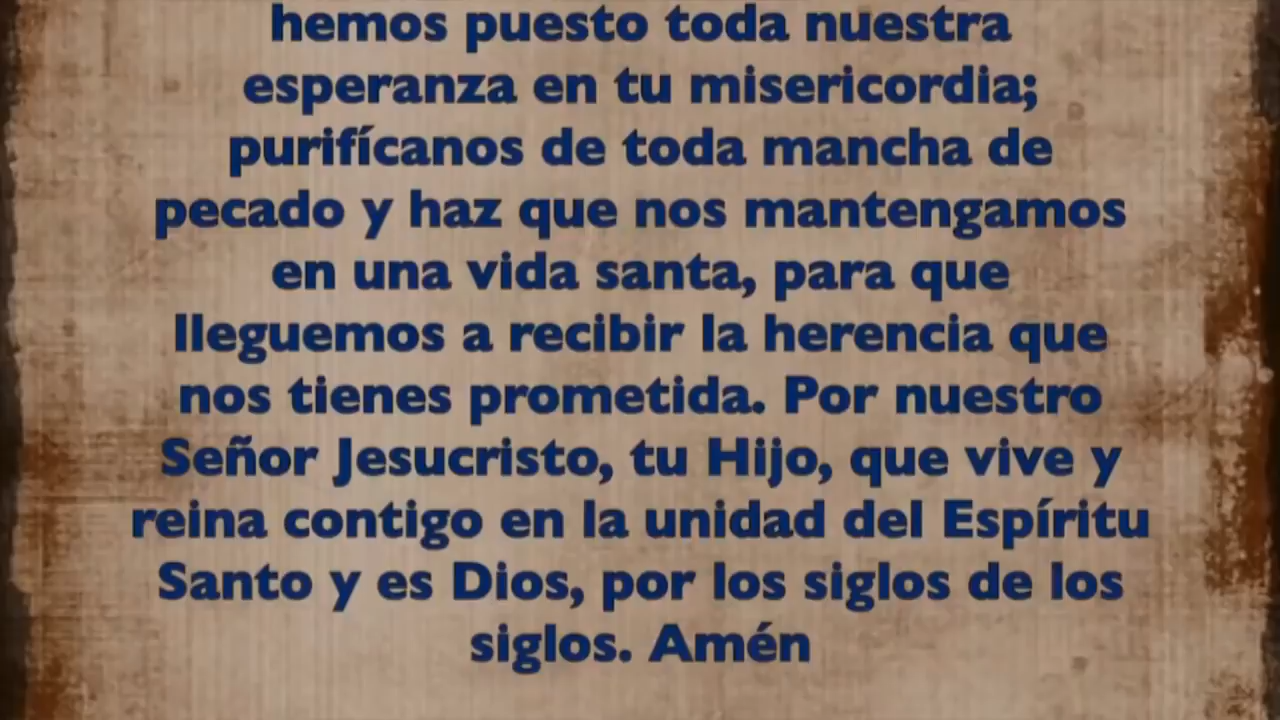 hemos puesto toda nuestra
esperanza en tu misericordia;
purifícanos de toda mancha de
pecado y haz que nos mantengamos
en una vida santa, para que
lleguemos a recibir la herencia que
nos tienes prometida. Por nuestro
Señor Jesucristo, tu Hijo, que vive y
reina contigo en la unidad del Espíritu
Santo y es Dios, por los siglos de los
siglos. Amén